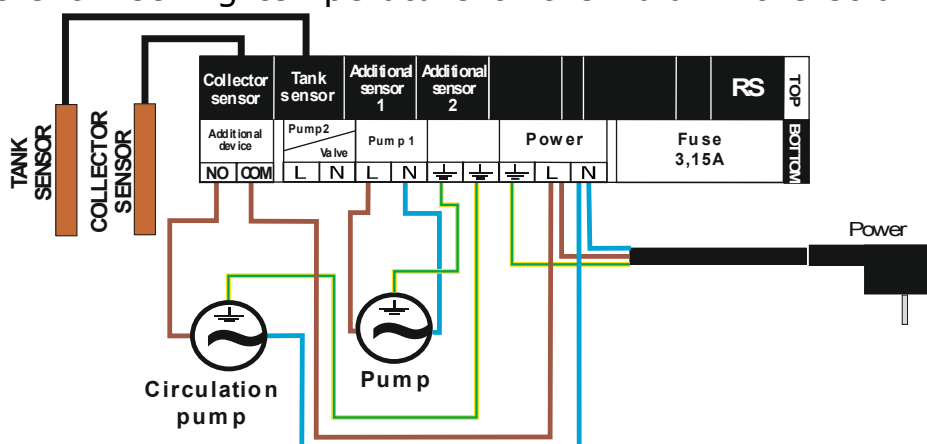 Collector
sensor
Tank
sensor
Additional
sensor
1
Additional
sensor
2
RS
TOP
Additional
device
Pump2
Valve
Pump 1
Power
Fuse
3,15A
BOTTOM
NO COM L N L N L N
TANK
SENSOR
COLLECTOR
SENSOR
Power
Circulation
pump
Pump